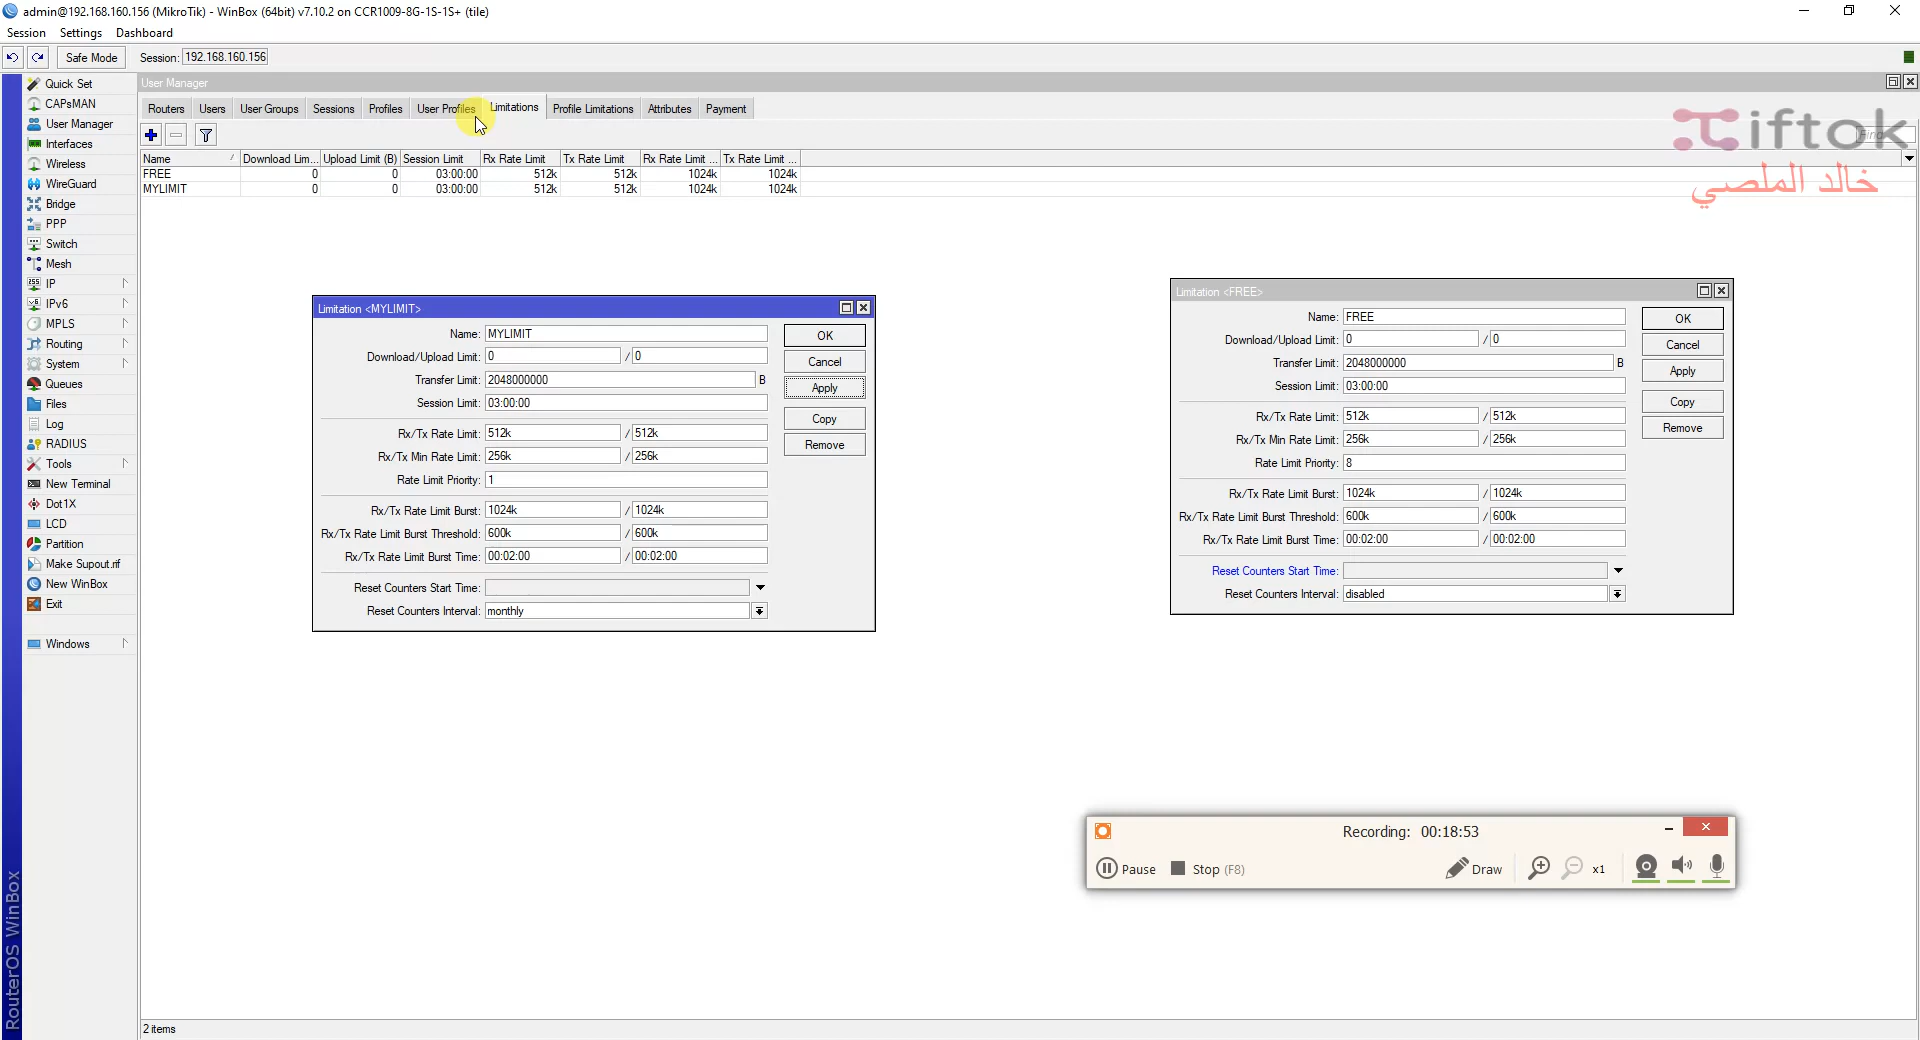 admin@192.168.160.156 (MikroTik) - WinBox (64bit) v7.10.2 on CCR1009-8G-1S-1S+ (tile)
Session Settings Dashboard
Safe Mode Session: 192.168.160.156
Quick Set
CAPsMAN
User Manager
Interfaces
Wireless
WireGuard
Bridge
PPP
Switch
Mesh
IP
IPv6
MPLS
Routing
System
Queues
Files
Log
RADIUS
Tools
New Terminal
Dot1X
LCD
Partition
Make Supout.rif
New WinBox
Exit
Windows
RouterOS WinBox
User Manager
Routers Users User Groups Sessions Profiles User Profiles Limitations Profile Limitations Attributes Payment
Find
iftok
خالد الملصي
Name Download Lim... Upload Limit (B) Session Limit Rx Rate Limit Tx Rate Limit Rx Rate Limit ... Tx Rate Limit ...
FREE 0 0 03:00:00 512k 512k 1024k 1024k
MYLIMIT 0 0 03:00:00 512k 512k 1024k 1024k
Limitation <MYLIMIT>
Name: MYLIMIT OK
Download/Upload Limit: 0 / 0 Cancel
Transfer Limit: 2048000000 B Apply
Session Limit: 03:00:00
Copy
Rx/Tx Rate Limit: 512k / 512k Remove
Rx/Tx Min Rate Limit: 256k / 256k
Rate Limit Priority: 1
Rx/Tx Rate Limit Burst: 1024k / 1024k
Rx/Tx Rate Limit Burst Threshold: 600k / 600k
Rx/Tx Rate Limit Burst Time: 00:02:00 / 00:02:00
Reset Counters Start Time:
Reset Counters Interval: monthly
Limitation <FREE>
Name: FREE OK
Download/Upload Limit: 0 / 0 Cancel
Transfer Limit: 2048000000 B Apply
Session Limit: 03:00:00
Copy
Rx/Tx Rate Limit: 512k / 512k Remove
Rx/Tx Min Rate Limit: 256k / 256k
Rate Limit Priority: 8
Rx/Tx Rate Limit Burst: 1024k / 1024k
Rx/Tx Rate Limit Burst Threshold: 600k / 600k
Rx/Tx Rate Limit Burst Time: 00:02:00 / 00:02:00
Reset Counters Start Time:
Reset Counters Interval: disabled
Recording: 00:18:53
Pause Stop (F8) Draw x1
2 items